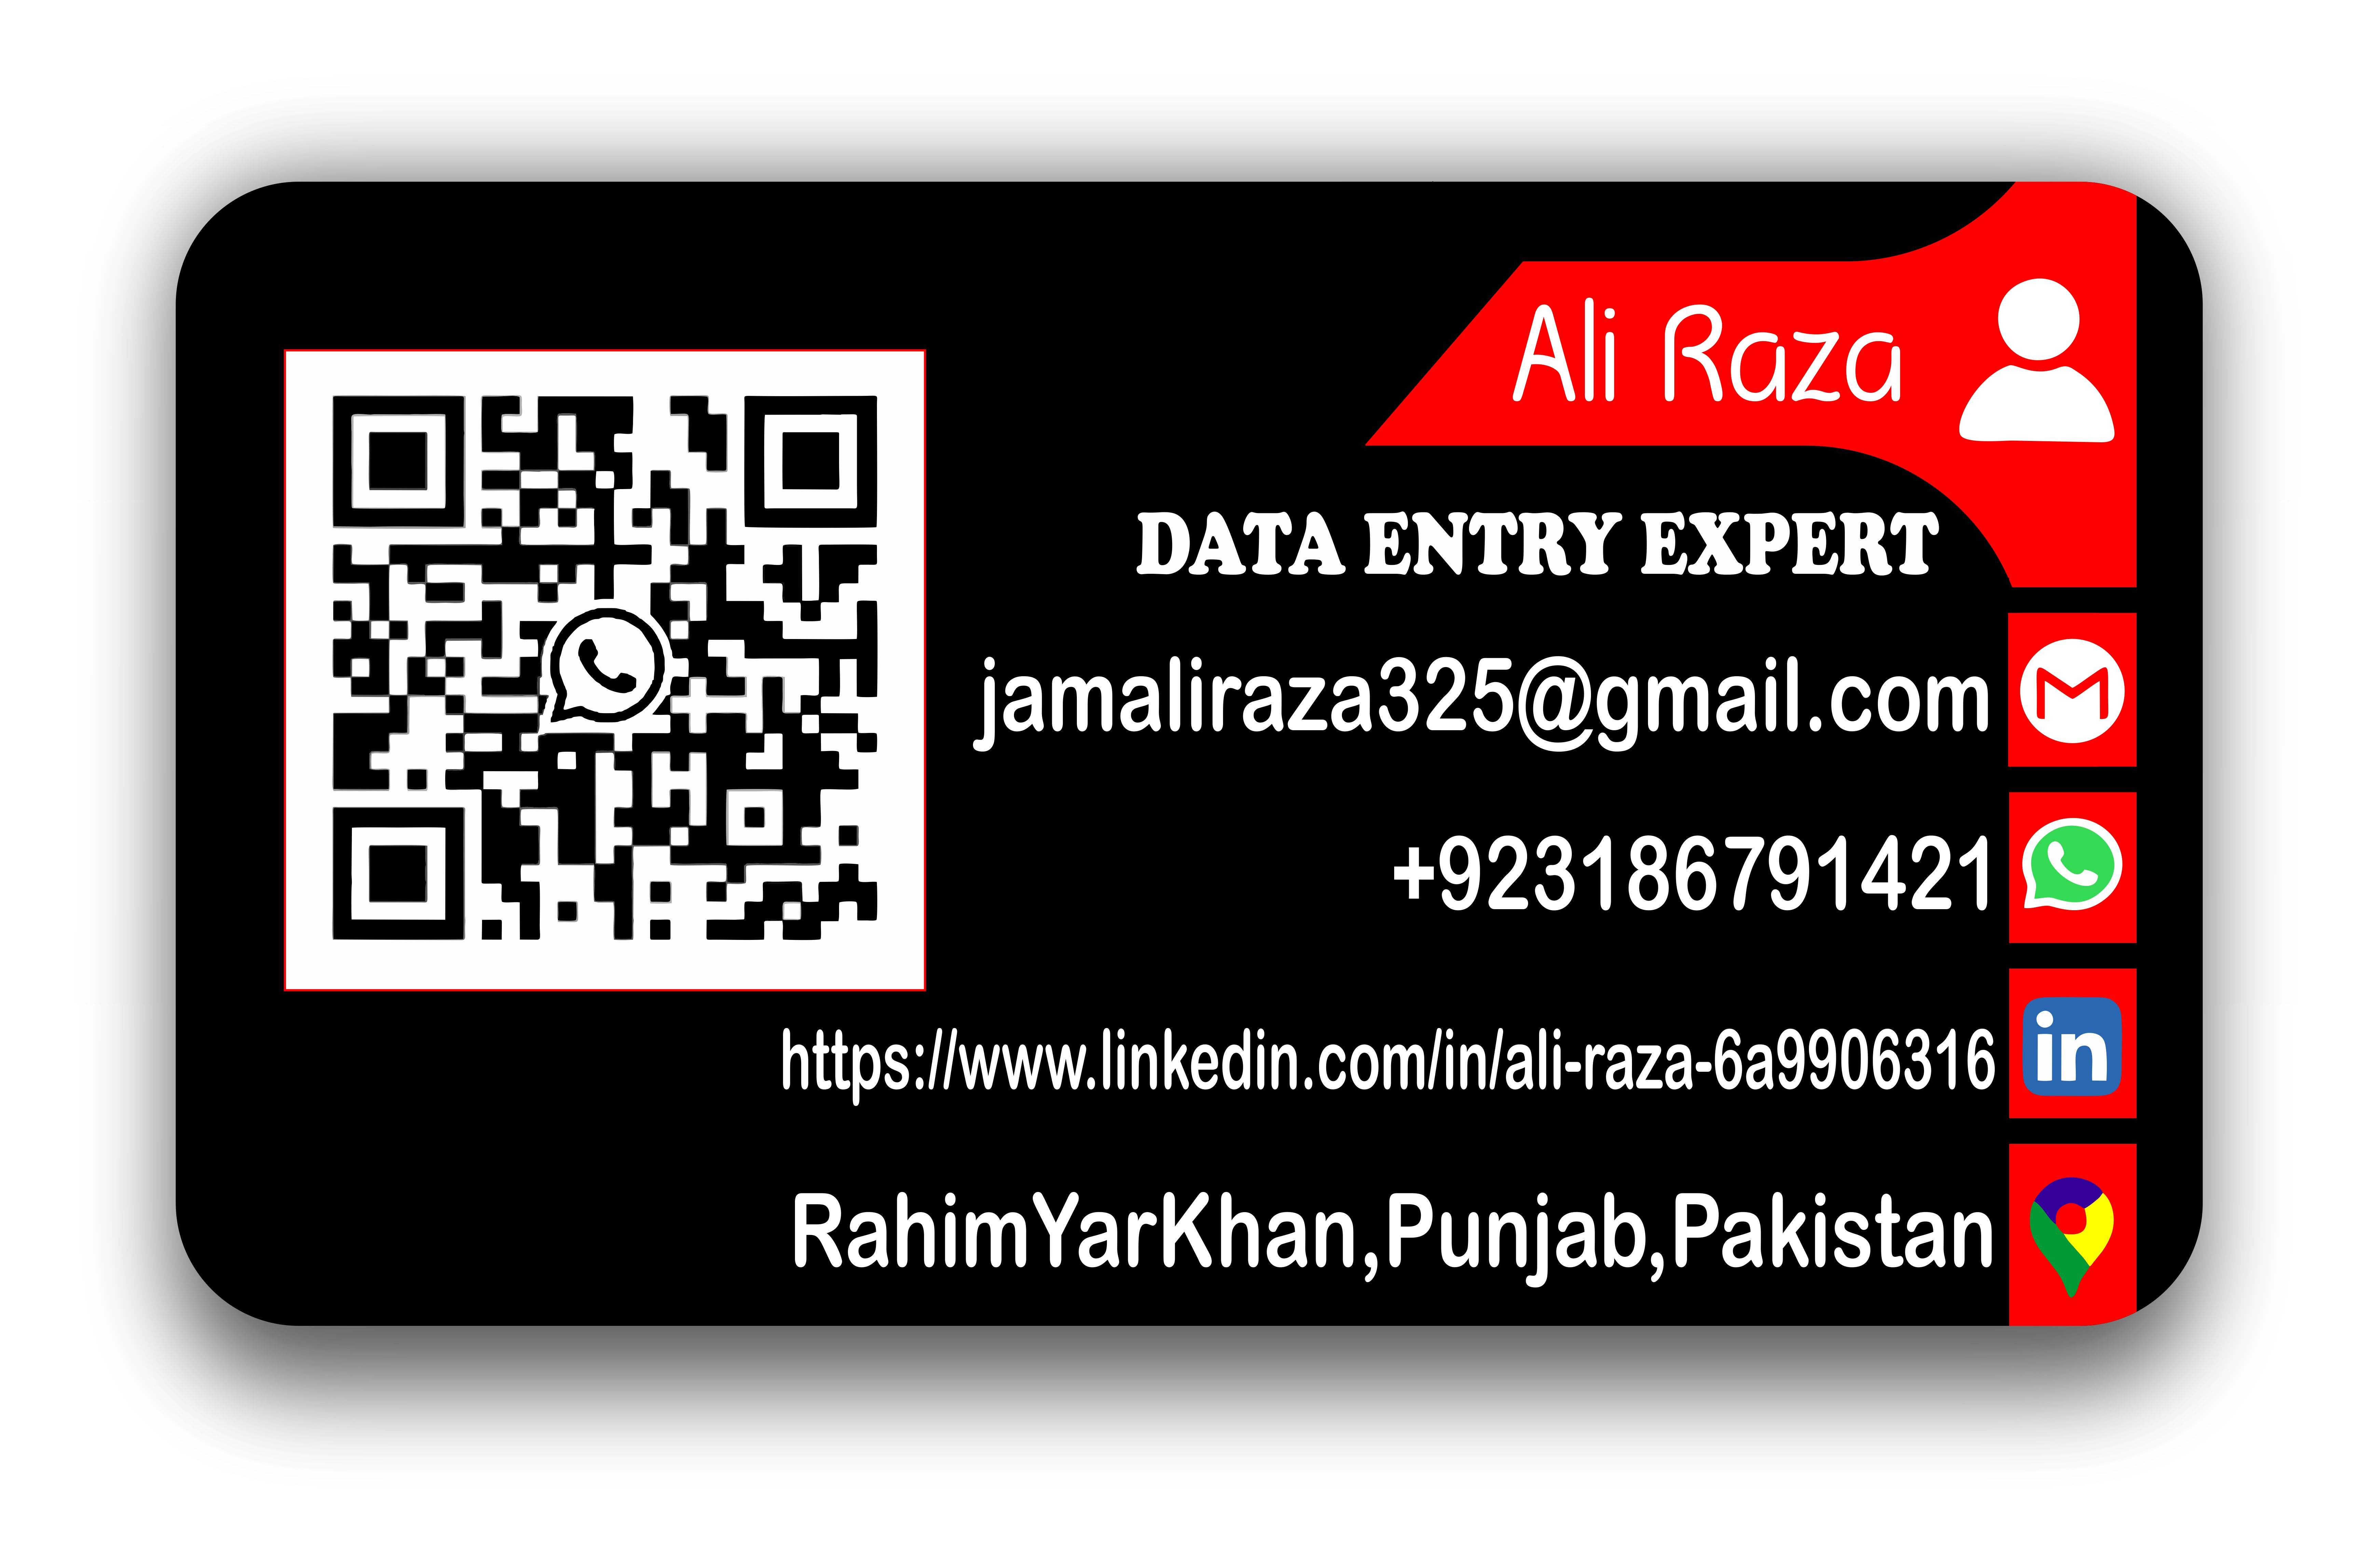 Ali Raza
DATA ENTRY EXPERT
jamaliraza325@gmail.com
+923186791421
https://www.linkedin.com/in/ali-raza-6a9906316
in
RahimYarKhan,Punjab,Pakistan